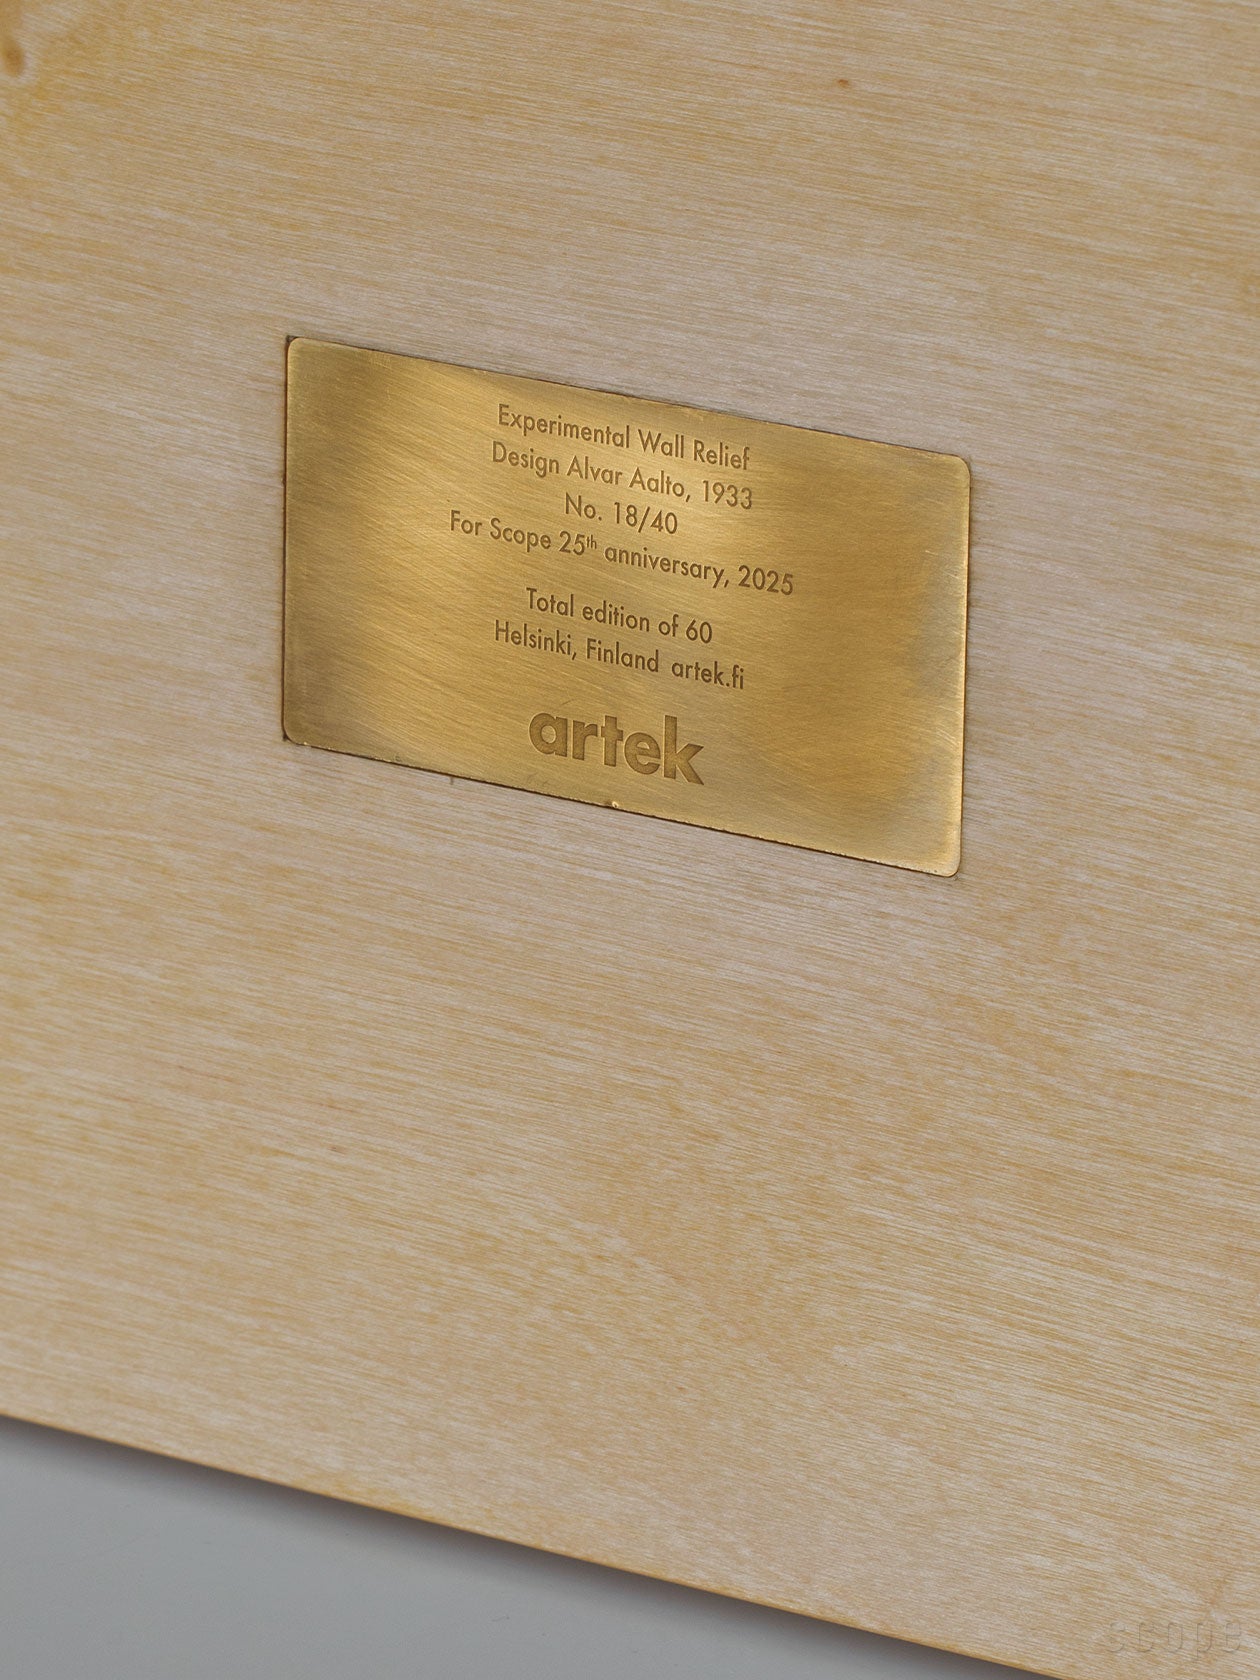 Experimental Wall Relief
Design Alvar Aalto, 1933
No. 18/40
For Scope 25th anniversary, 2025
Total edition of 60
Helsinki, Finland artek.fi
artek
scope